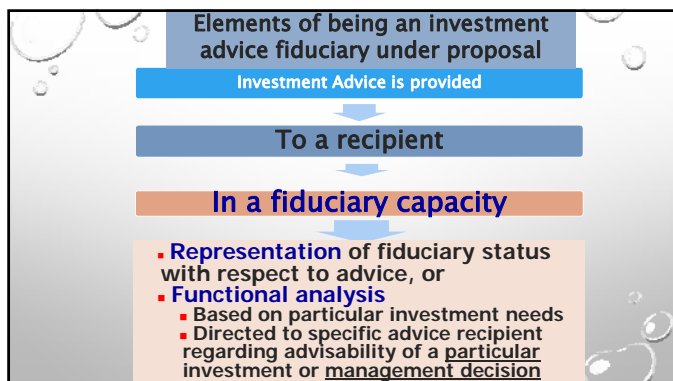 Elements of being an investment
advice fiduciary under proposal
Investment Advice is provided
To a recipient
In a fiduciary capacity
▪ Representation of fiduciary status
with respect to advice, or
▪ Functional analysis
▪ Based on particular investment needs
▪ Directed to specific advice recipient
regarding advisability of a particular
investment or management decision